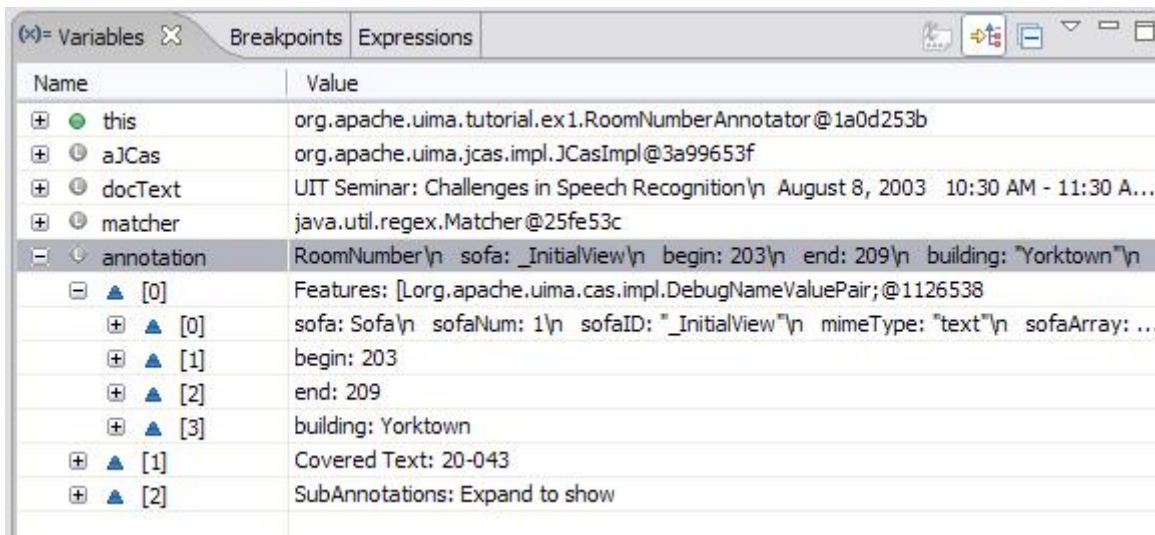 (x)= Variables Breakpoints Expressions
Name Value
this org.apache.uima.tutorial.ex1.RoomNumberAnnotator@1a0d253b
aJCas org.apache.uima.jcas.impl.JCasImpl@3a99653f
docText UIT Seminar: Challenges in Speech Recognition\n August 8, 2003 10:30 AM - 11:30 A...
matcher java.util.regex.Matcher@25fe53c
annotation RoomNumber\n sofa: _InitialView\n begin: 203\n end: 209\n building: "Yorktown"\n
[0] Features: [Lorg.apache.uima.cas.impl.DebugNameValuePair;@1126538
[0] sofa: Sofa\n sofaNum: 1\n sofaID: "_InitialView"\n mimeType: "text"\n sofaArray: ...
[1] begin: 203
[2] end: 209
[3] building: Yorktown
[1] Covered Text: 20-043
[2] SubAnnotations: Expand to show